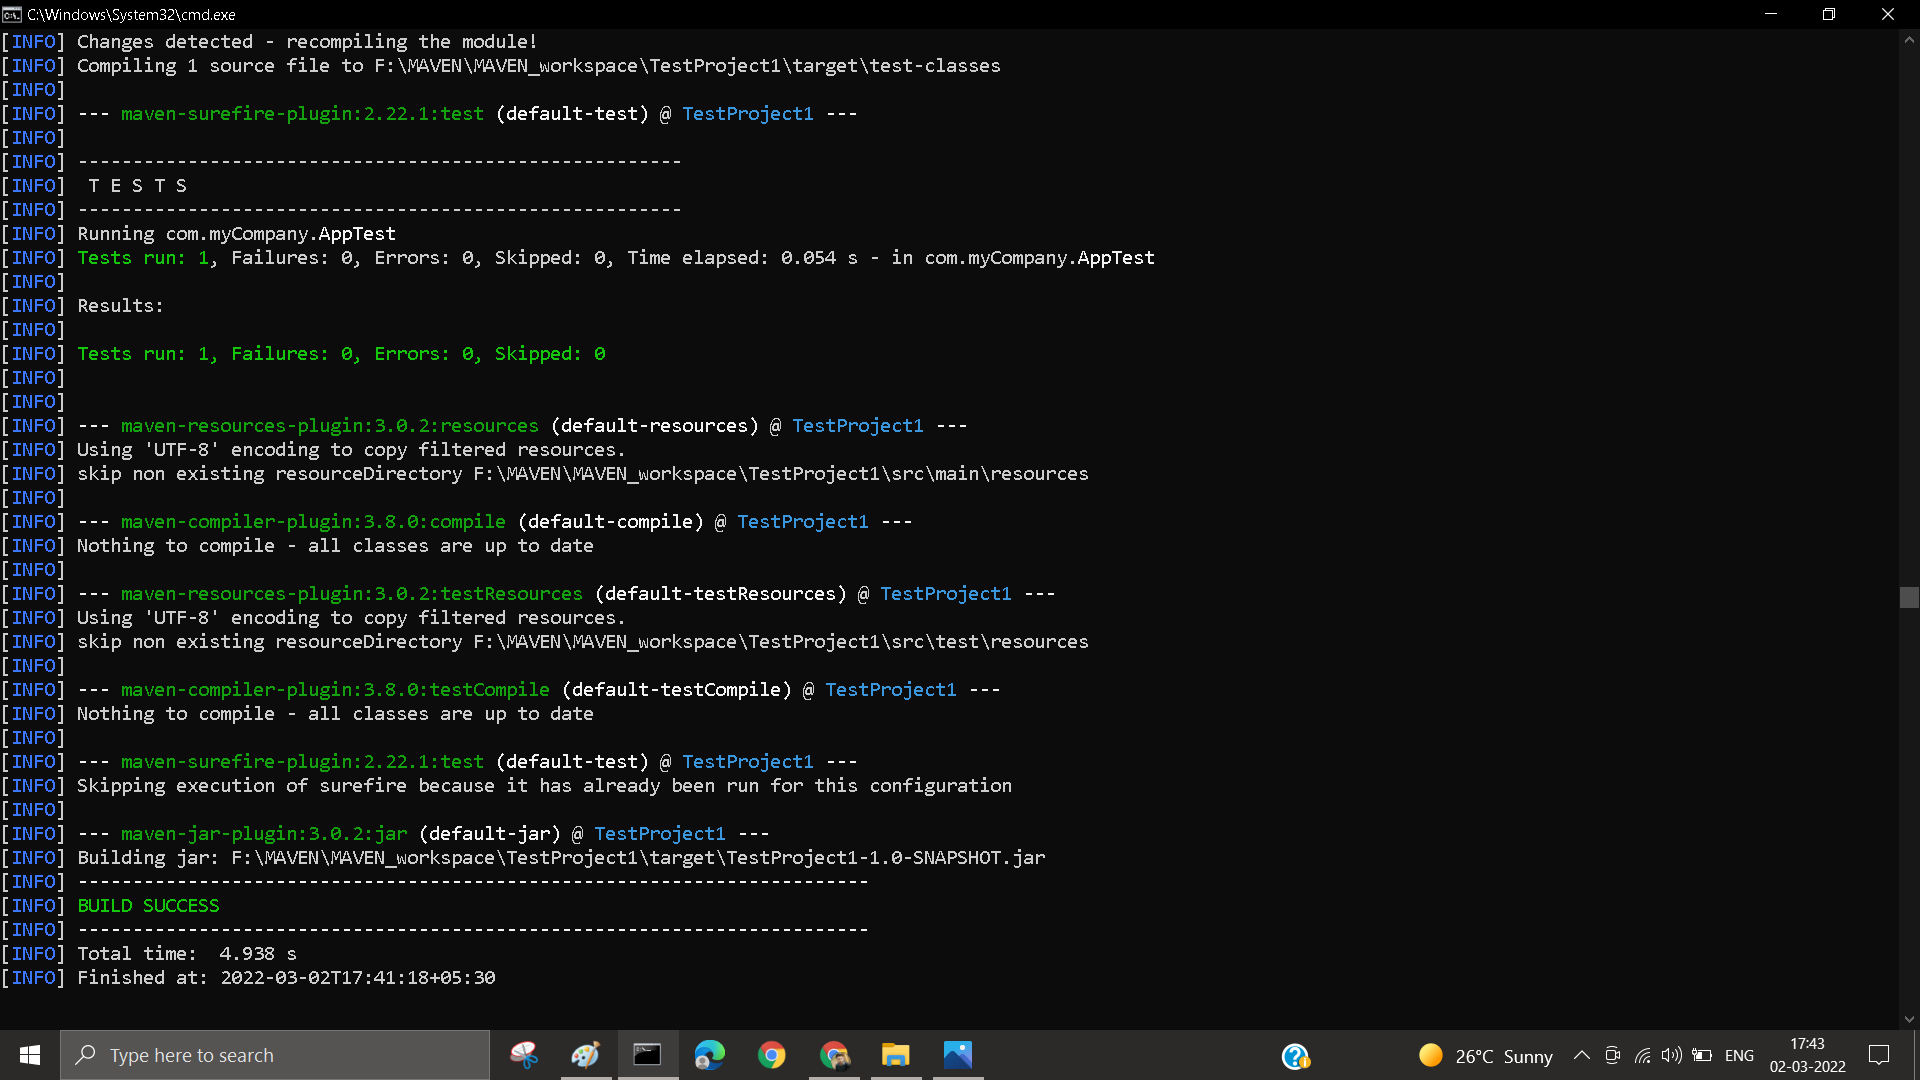 C:\Windows\System32\cmd.exe
[INFO] Changes detected - recompiling the module!
[INFO] Compiling 1 source file to F:\MAVEN\MAVEN_workspace\TestProject1\target\test-classes
[INFO]
[INFO] --- maven-surefire-plugin:2.22.1:test (default-test) @ TestProject1 ---
[INFO]
[INFO] -------------------------------------------------------
[INFO]  T E S T S
[INFO] -------------------------------------------------------
[INFO] Running com.myCompany.AppTest
[INFO] Tests run: 1, Failures: 0, Errors: 0, Skipped: 0, Time elapsed: 0.054 s - in com.myCompany.AppTest
[INFO]
[INFO] Results:
[INFO]
[INFO] Tests run: 1, Failures: 0, Errors: 0, Skipped: 0
[INFO]
[INFO]
[INFO] --- maven-resources-plugin:3.0.2:resources (default-resources) @ TestProject1 ---
[INFO] Using 'UTF-8' encoding to copy filtered resources.
[INFO] skip non existing resourceDirectory F:\MAVEN\MAVEN_workspace\TestProject1\src\main\resources
[INFO]
[INFO] --- maven-compiler-plugin:3.8.0:compile (default-compile) @ TestProject1 ---
[INFO] Nothing to compile - all classes are up to date
[INFO]
[INFO] --- maven-resources-plugin:3.0.2:testResources (default-testResources) @ TestProject1 ---
[INFO] Using 'UTF-8' encoding to copy filtered resources.
[INFO] skip non existing resourceDirectory F:\MAVEN\MAVEN_workspace\TestProject1\src\test\resources
[INFO]
[INFO] --- maven-compiler-plugin:3.8.0:testCompile (default-testCompile) @ TestProject1 ---
[INFO] Nothing to compile - all classes are up to date
[INFO]
[INFO] --- maven-surefire-plugin:2.22.1:test (default-test) @ TestProject1 ---
[INFO] Skipping execution of surefire because it has already been run for this configuration
[INFO]
[INFO] --- maven-jar-plugin:3.0.2:jar (default-jar) @ TestProject1 ---
[INFO] Building jar: F:\MAVEN\MAVEN_workspace\TestProject1\target\TestProject1-1.0-SNAPSHOT.jar
[INFO] ------------------------------------------------------------------------
[INFO] BUILD SUCCESS
[INFO] ------------------------------------------------------------------------
[INFO] Total time:  4.938 s
[INFO] Finished at: 2022-03-02T17:41:18+05:30
Type here to search
26°C Sunny
ENG
17:43
02-03-2022